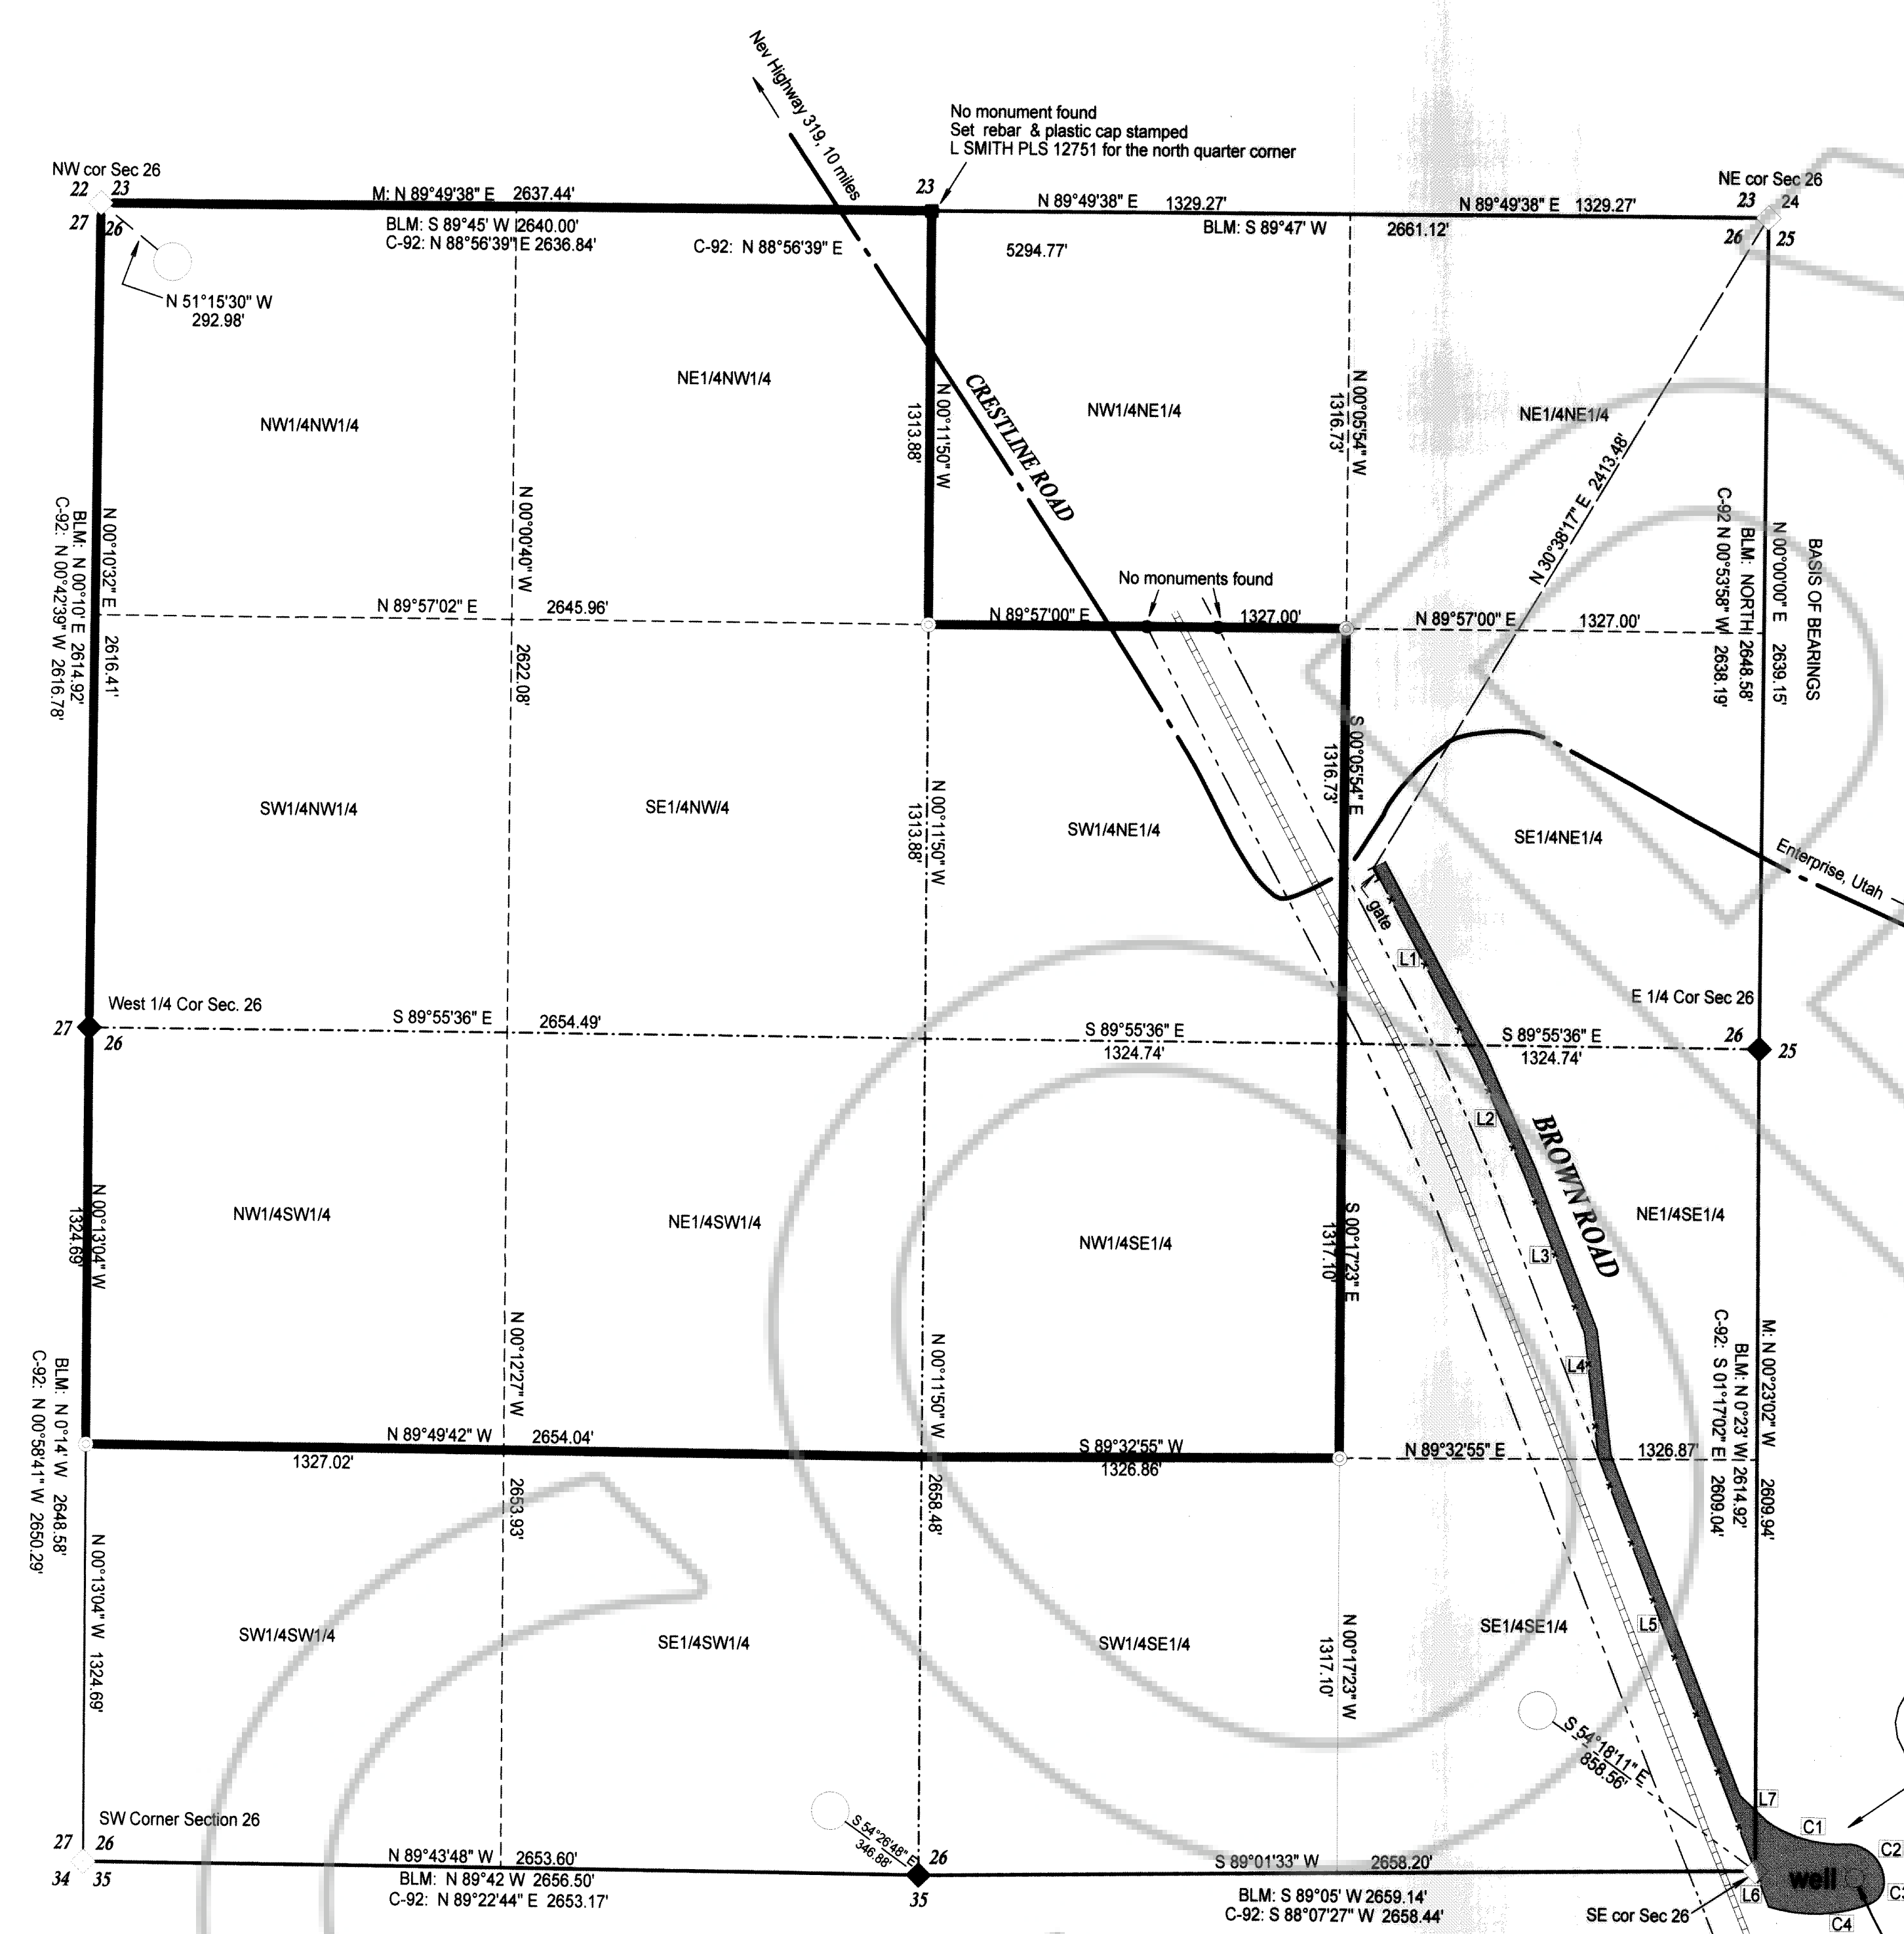 Nev Highway 319, 10 miles
No monument found
Set rebar & plastic cap stamped
L SMITH PLS 12751 for the north quarter corner
NW cor Sec 26
22 23
27 26
M: N 89°49'38" E 2637.44'
BLM: S 89°45' W 2640.00'
C-92: N 88°56'39" E 2636.84'
C-92: N 88°56'39" E 5294.77'
23
N 89°49'38" E 1329.27'
N 89°49'38" E 1329.27'
BLM: S 89°47' W 2661.12'
NE cor Sec 26
23 24
26 25
N 51°15'30" W
292.98'
NW1/4NW1/4
NE1/4NW1/4
NW1/4NE1/4
NE1/4NE1/4
N 00°11'50" W
1313.88'
CRESTLINE ROAD
N 00°05'54" W
1316.73'
N 30°38'17" E 2413.48'
N 00°10'32" E 2616.41'
BLM: N 00°10' E 2614.92'
C-92: N 00°42'39" W 2616.78'
N 00°00'40" W 2622.08'
BASIS OF BEARINGS
N 00°00'00" E 2639.15'
BLM: NORTH 2648.58'
C-92 N 00°53'58" W 2638.19'
No monuments found
N 89°57'02" E 2645.96'
N 89°57'00" E 1327.00'
N 89°57'00" E 1327.00'
SW1/4NW1/4
SE1/4NW/4
SW1/4NE1/4
SE1/4NE1/4
N 00°11'50" W
1313.88'
S 00°05'54" E
1316.73'
Enterprise, Utah
gate
L1
West 1/4 Cor Sec. 26
27 26
S 89°55'36" E 2654.49'
S 89°55'36" E
1324.74'
S 89°55'36" E
1324.74'
E 1/4 Cor Sec 26
26 25
L2
BROWN ROAD
L3
L4
NW1/4SW1/4
NE1/4SW1/4
NW1/4SE1/4
NE1/4SE1/4
N 00°13'04" W
1324.69'
N 00°12'27" W 2653.93'
N 00°11'50" W 2658.48'
S 00°17'23" E
1317.10'
M: N 00°23'02" W 2609.94'
BLM: N 0°23' W 2614.92'
C-92: S 01°17'02" E 2609.04'
BLM: N 0°14' W 2648.58'
C-92: N 00°58'41" W 2650.29'
N 89°49'42" W 2654.04'
1327.02'
S 89°32'55" W
1326.86'
N 89°32'55" E 1326.87'
N 00°13'04" W 1324.69'
SW1/4SW1/4
SE1/4SW1/4
SW1/4SE1/4
SE1/4SE1/4
N 00°17'23" W
1317.10'
L5
S 54°18'11" E
858.56'
S 54°26'48" E
346.88'
L7
C1
C2
well
L6
C4
SW Corner Section 26
27 26
34 35
N 89°43'48" W 2653.60'
BLM: N 89°42 W 2656.50'
C-92: N 89°22'44" E 2653.17'
26
35
S 89°01'33" W 2658.20'
BLM: S 89°05' W 2659.14'
C-92: S 88°07'27" W 2658.44'
SE cor Sec 26